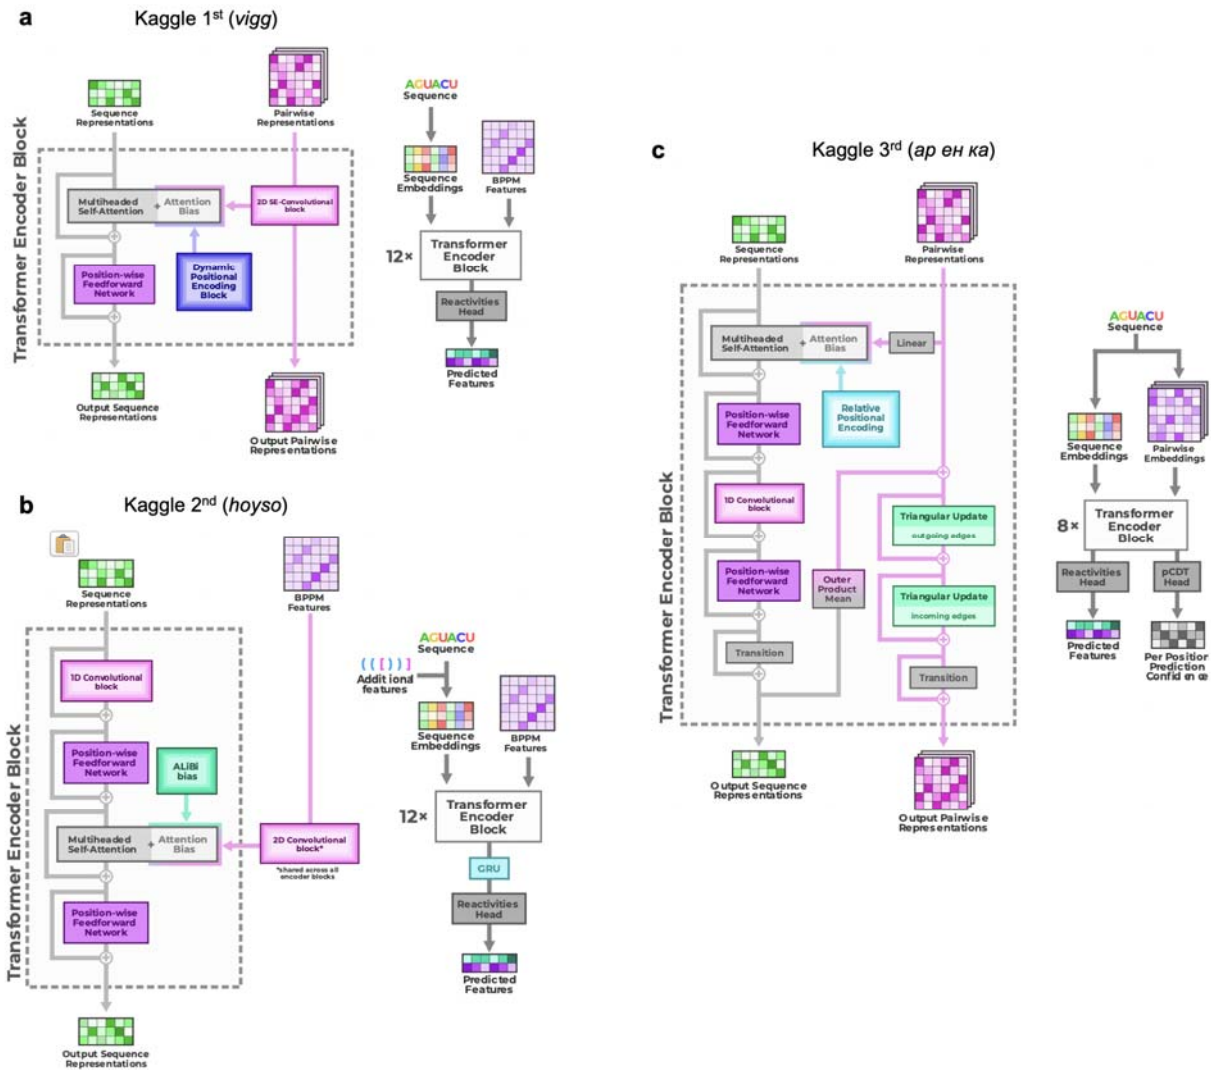 a
Kaggle 1st (vigg)
Transformer Encoder Block
Sequence
Representations
Pairwise
Representations
Multiheaded
Self-Attention
+
Attention
Bias
2D SE-Convolutional
block
Position-wise
Feedforward
Network
Dynamic
Positional
Encoding
Block
Output Sequence
Representations
Output Pairwise
Representations
AGUACU
Sequence
Sequence
Embeddings
BPPM
Features
12×
Transformer
Encoder
Block
Reactivities
Head
Predicted
Features
b
Kaggle 2nd (hoyso)
Transformer Encoder Block
Sequence
Representations
BPPM
Features
1D Convolutional
block
Position-wise
Feedforward
Network
ALiBi
bias
Multiheaded
Self-Attention
+
Attention
Bias
2D Convolutional
block*
*shared across all
encoder blocks
Position-wise
Feedforward
Network
Output Sequence
Representations
AGUACU
Sequence
(([))]
Addit ional
features
Sequence
Embeddings
BPPM
Features
12×
Transformer
Encoder
Block
GRU
Reactivities
Head
Predicted
Features
c
Kaggle 3rd (ар ен ка)
Transformer Encoder Block
Sequence
Representations
Pairwise
Representations
Multiheaded
Self-Attention
+
Attention
Bias
Linear
Position-wise
Feedforward
Network
Relative
Positional
Encoding
1D Convolutional
block
Triangular Update
outgoing edges
Position-wise
Feedforward
Network
Outer
Product
Mean
Triangular Update
incoming edges
Transition
Transition
Output Sequence
Representations
Output Pairwise
Representations
AGUACU
Sequence
Sequence
Embeddings
Pairwise
Embeddings
8×
Transformer
Encoder
Block
Reactivities
Head
pCDT
Head
Predicted
Features
Per Position
Prediction
Confid en ce